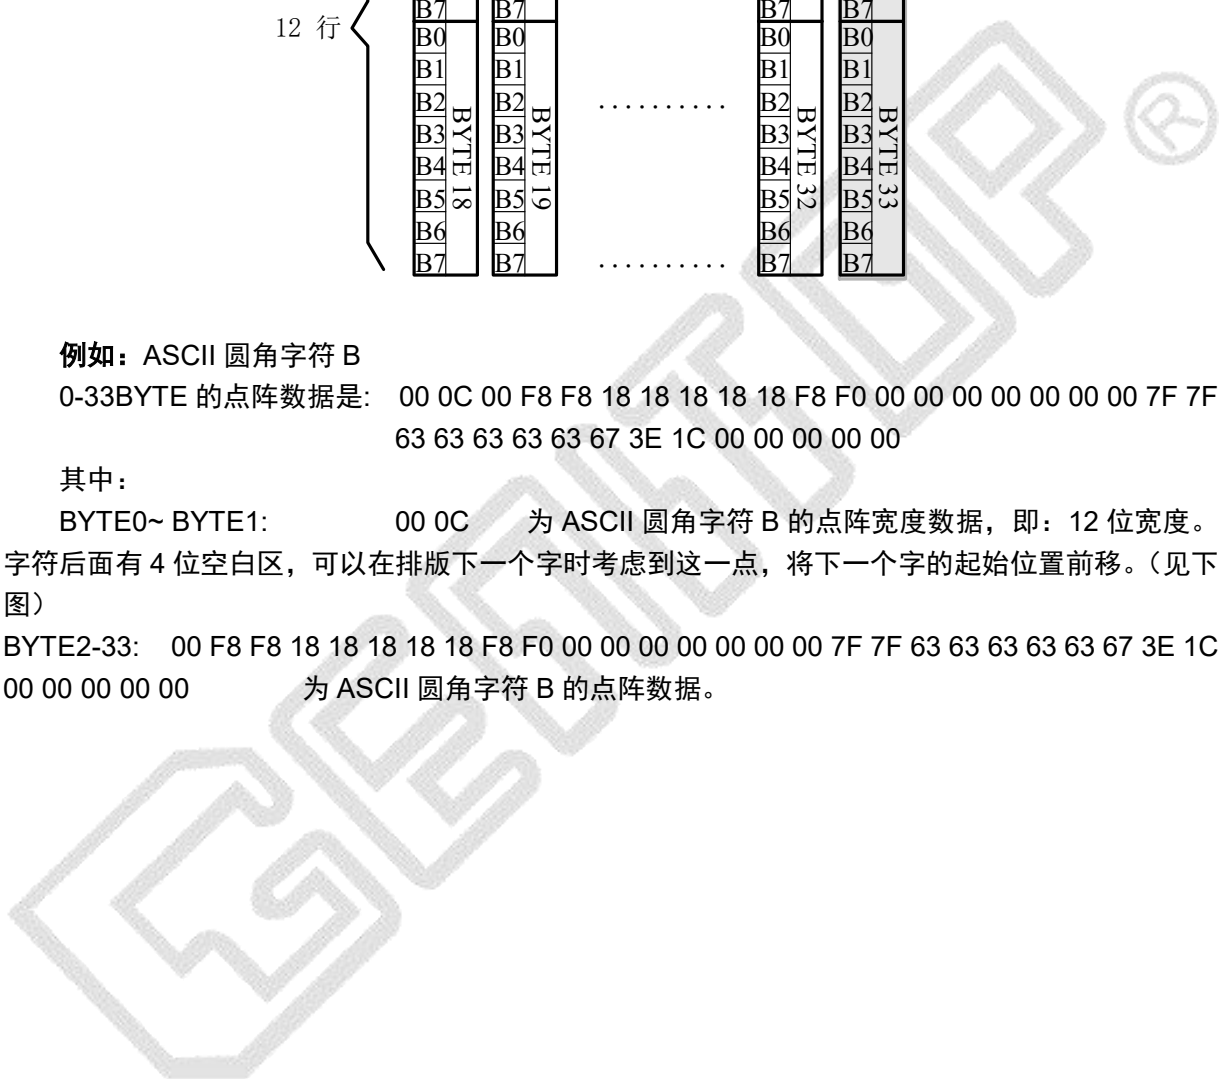 B7 B7 B7 B7
12 行
B0 B0 B0 B0
B1 B1 B1 B1
B2 B2 .......... B2 B2
B3 B3 B3 B3
B4 B4 B4 B4
B5 B5 B5 B5
B6 B6 B6 B6
B7 B7 .......... B7 B7
BYTE 18
BYTE 19
BYTE 32
BYTE 33
例如：ASCII 圆角字符 B
0-33BYTE 的点阵数据是: 00 0C 00 F8 F8 18 18 18 18 18 F8 F0 00 00 00 00 00 00 00 7F 7F
63 63 63 63 63 67 3E 1C 00 00 00 00 00
其中：
BYTE0~ BYTE1: 00 0C 为 ASCII 圆角字符 B 的点阵宽度数据，即：12 位宽度。
字符后面有 4 位空白区，可以在排版下一个字时考虑到这一点，将下一个字的起始位置前移。（见下
图）
BYTE2-33: 00 F8 F8 18 18 18 18 18 F8 F0 00 00 00 00 00 00 00 7F 7F 63 63 63 63 63 67 3E 1C
00 00 00 00 00 为 ASCII 圆角字符 B 的点阵数据。
GENITOP
®